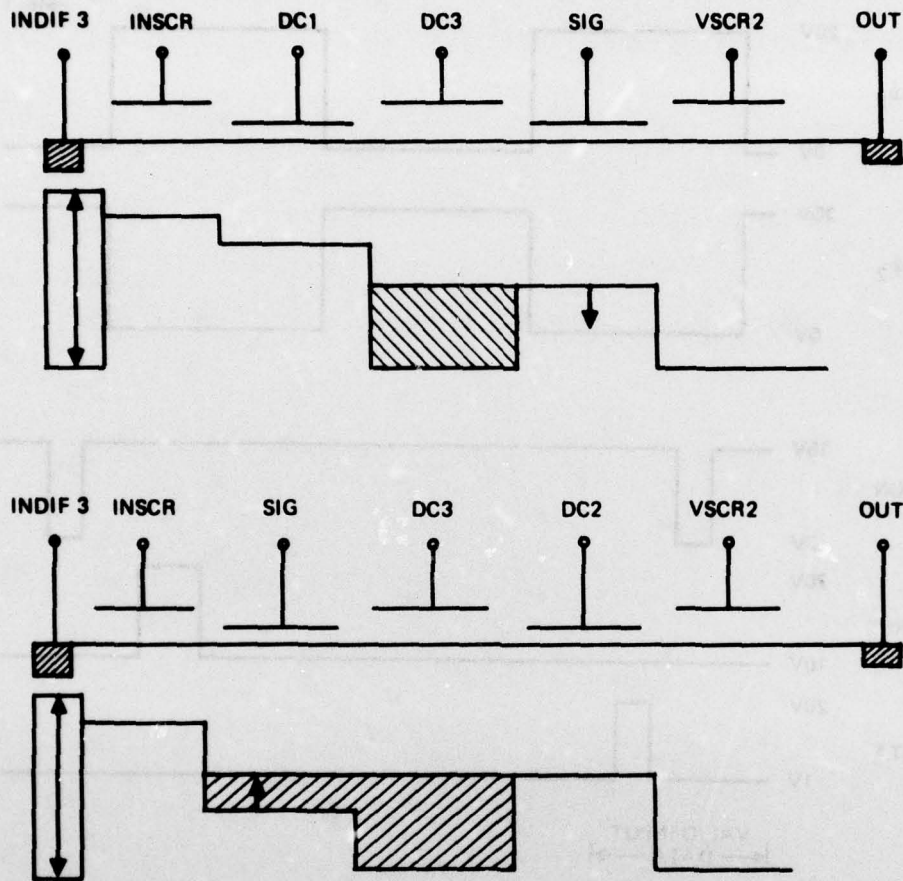 INDIF 3 INSCR DC1 DC3 SIG VSCR2 OUT
INDIF 3 INSCR SIG DC3 DC2 VSCR2 OUT